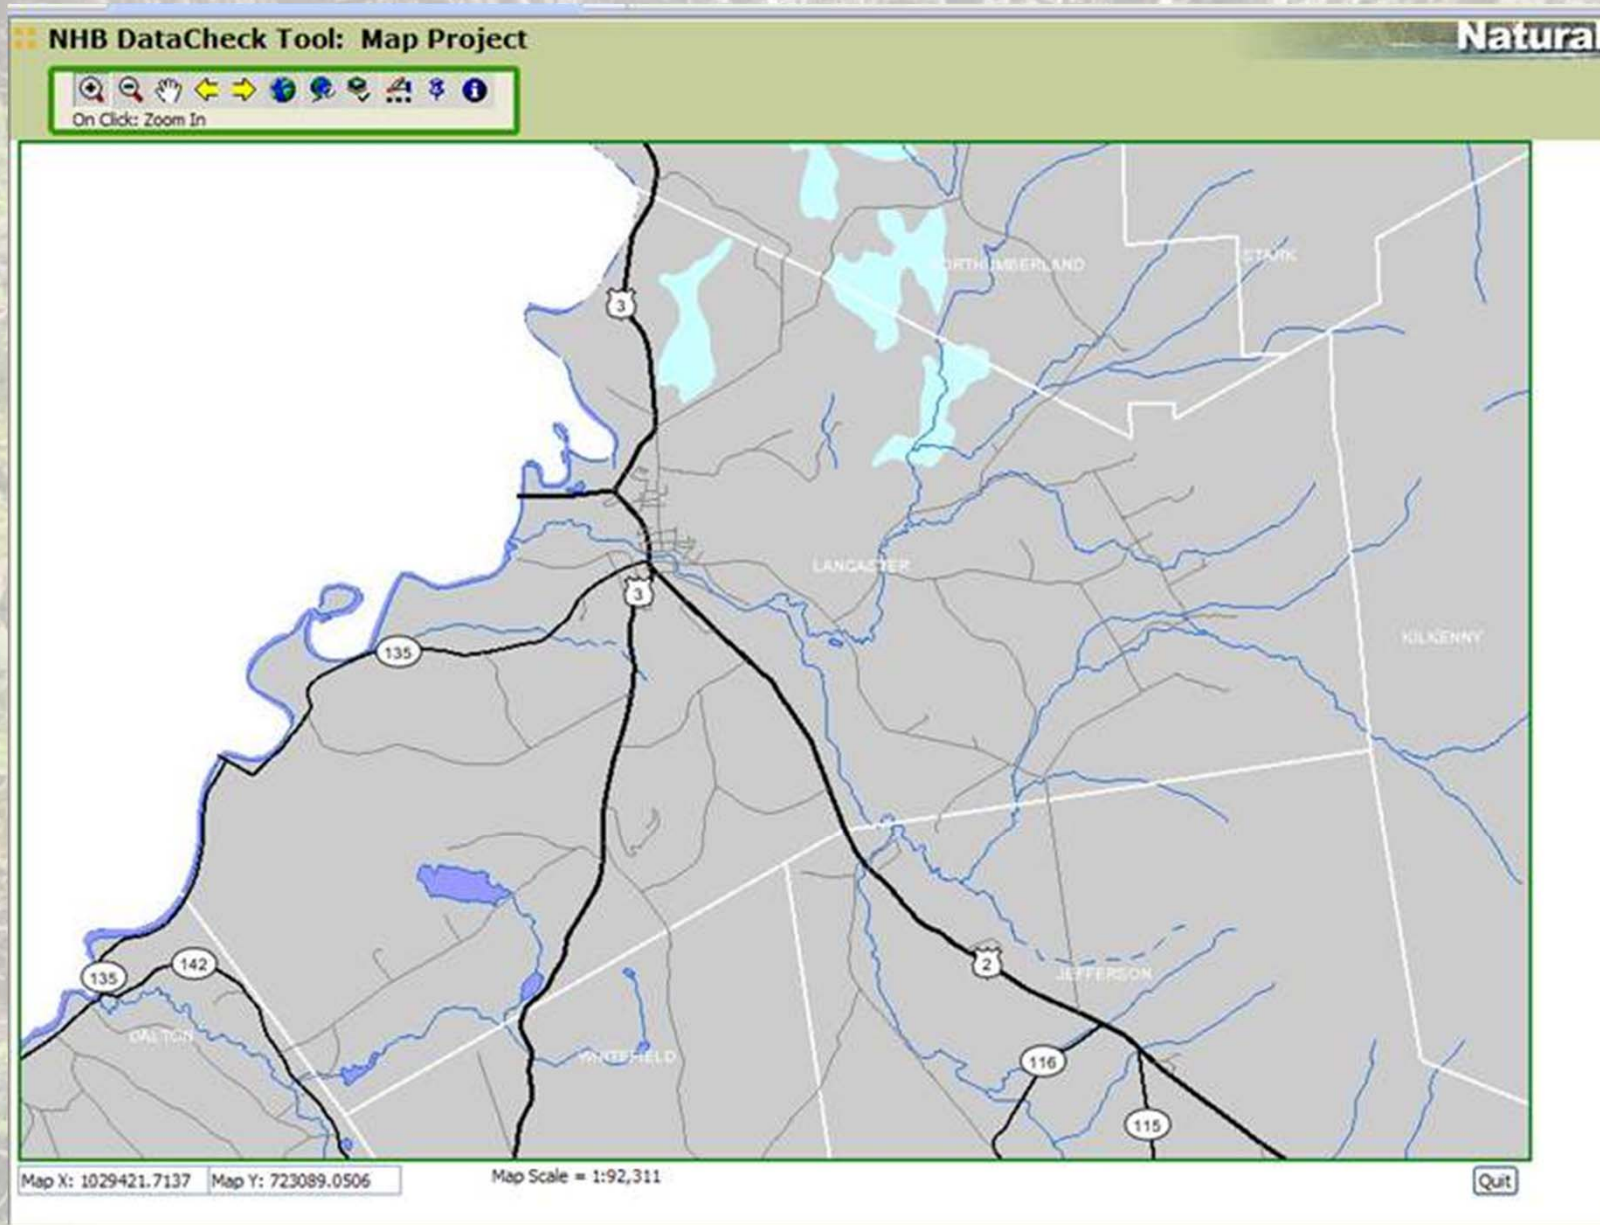 NHB DataCheck Tool: Map Project
Natural
On Click: Zoom In
3
NORTHUMBERLAND
STARK
LANCASTER
3
135
KILKENNY
135
142
2
JEFFERSON
DALTON
WHITEFIELD
116
115
Map X: 1029421.7137
Map Y: 723089.0506
Map Scale = 1:92,311
Quit